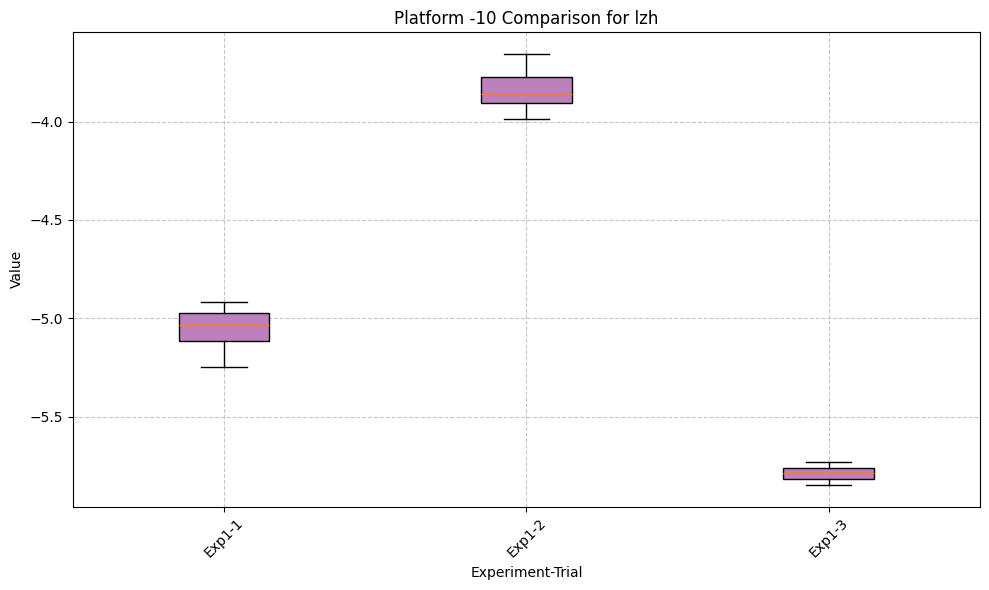 Platform -10 Comparison for lzh
Value
−4.0
−4.5
−5.0
−5.5
Exp1-1
Exp1-2
Exp1-3
Experiment-Trial